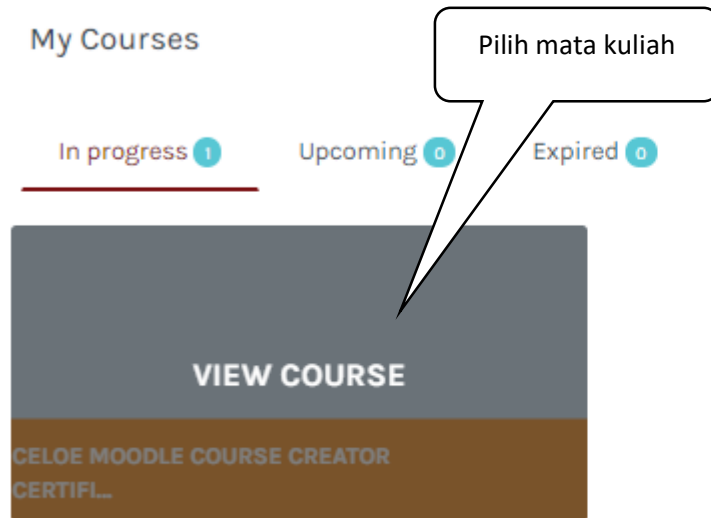 My Courses
Pilih mata kuliah
In progress 1
Upcoming 0
Expired 0
VIEW COURSE
CELOE MOODLE COURSE CREATOR
CERTIFI...